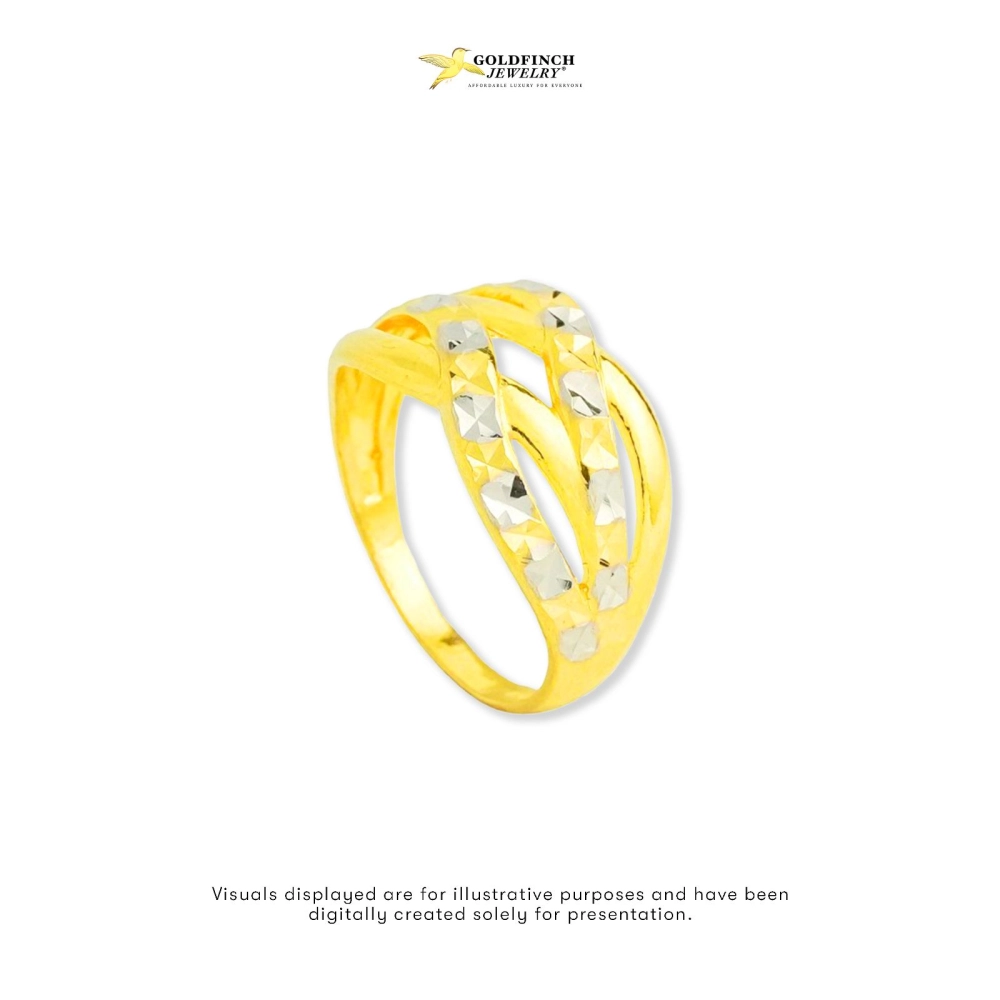 GOLDFINCH
JEWELRY®
AFFORDABLE LUXURY FOR EVERYONE
Visuals displayed are for illustrative purposes and have been
digitally created solely for presentation.